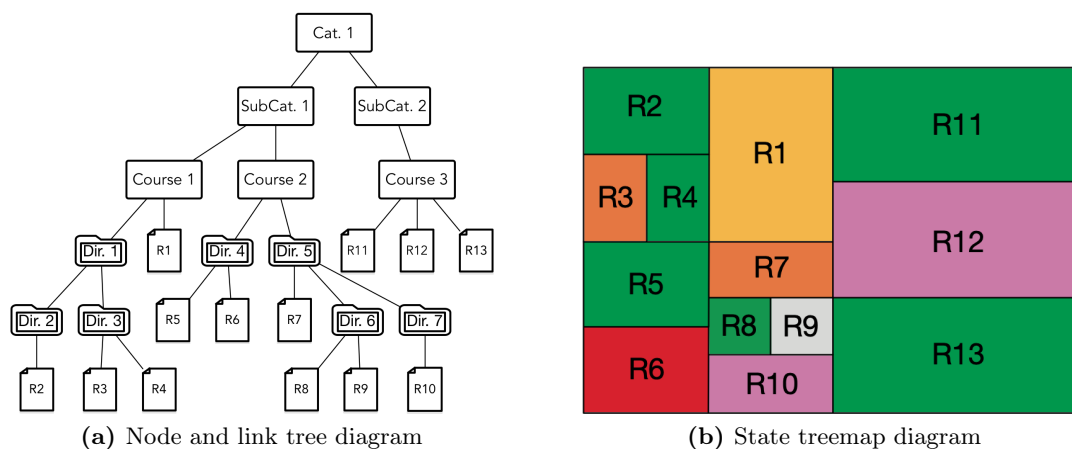 Cat. 1
SubCat. 1 SubCat. 2
Course 1 Course 2 Course 3
Dir. 1 R1 Dir. 4 Dir. 5 R11 R12 R13
Dir. 2 Dir. 3 R5 R6 R7 Dir. 6 Dir. 7
R2 R3 R4 R8 R9 R10
(a) Node and link tree diagram
R2 R1 R11
R3 R4
R12
R5 R7
R8 R9
R6 R10 R13
(b) State treemap diagram